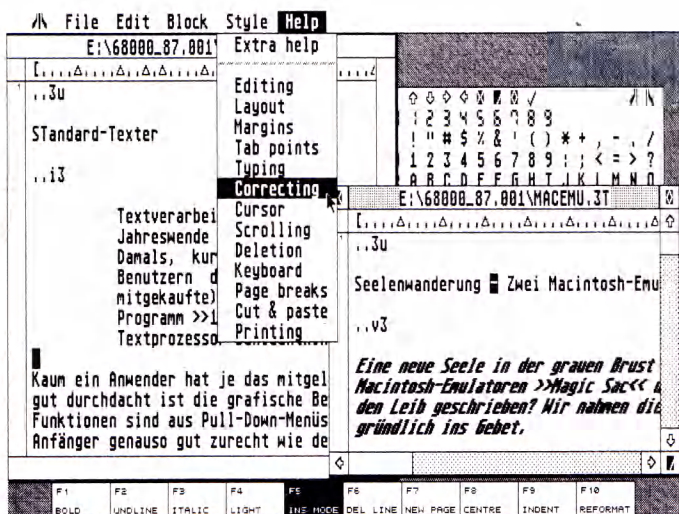 File Edit Block Style Help
E:\68000_87.001\
Extra help
Editing
Layout
Margins
Tab points
Typing
Correcting
Cursor
Scrolling
Deletion
Keyboard
Page breaks
Cut & paste
Printing
..3u
STandard-Texter
..i3
Textverarbei
Jahreswende
Damals, kur
Benutzern d
mitgekaufte)
Programm >>1
Textprozesso
Kaum ein Anwender hat je das mitgel
gut durchdacht ist die grafische Be
Funktionen sind aus Pull-Down-Menüs
Anfänger genauso gut zurecht wie de
1 2 3 4 5 6 7 8 9
! " # $ % & ' ( ) * + , - . /
1 2 3 4 5 6 7 8 9 : ; < = > ?
A B C D E F G H I J K L M N O
E:\68000_87.001\MACEMU.3T
..3u
Seelenwanderung - Zwei Macintosh-Emu
..v3
Eine neue Seele in der grauen Brust
Macintosh-Emulatoren >>Magic Sac<< u
den Leib geschrieben? Wir nahmen die
gründlich ins Gebet.
F1 F2 F3 F4 F5 F6 F7 F8 F9 F10
BOLD UNDLINE ITALIC LIGHT INS MODE DEL LINE NEW PAGE CENTRE INDENT REFORMAT